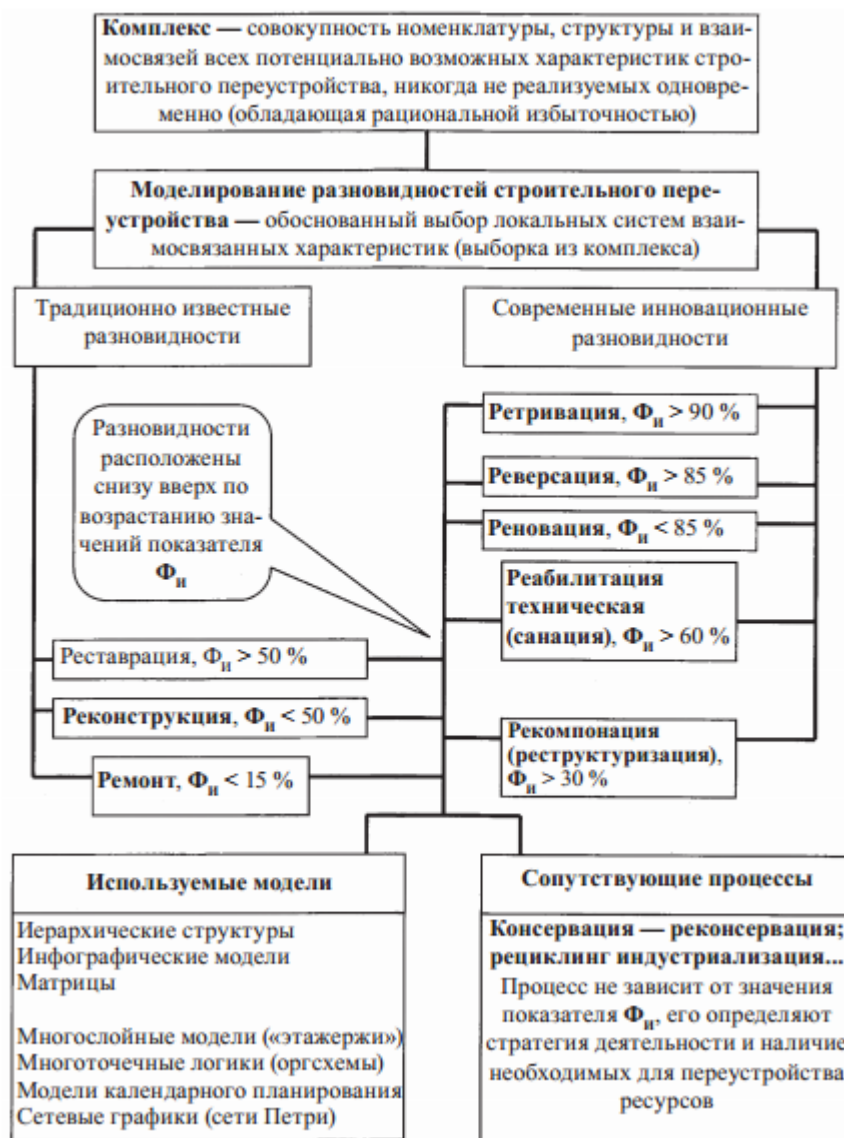 Комплекс — совокупность номенклатуры, структуры и взаи-
мосвязей всех потенциально возможных характеристик стро-
ительного переустройства, никогда не реализуемых одновре-
менно (обладающая рациональной избыточностью)
Моделирование разновидностей строительного пере-
устройства — обоснованный выбор локальных систем взаи-
мосвязанных характеристик (выборка из комплекса)
Традиционно известные
разновидности
Современные инновационные
разновидности
Разновидности
расположены
снизу вверх по
возрастанию зна-
чений показателя
Фи
Ретривация, Фи > 90 %
Реверсация, Фи > 85 %
Реновация, Фи < 85 %
Реабилитация
техническая
(санация), Фи > 60 %
Реставрация, Фи > 50 %
Реконструкция, Фи < 50 %
Рекомпонация
(реструктуризация),
Фи > 30 %
Ремонт, Фи < 15 %
Используемые модели
Иерархические структуры
Инфографические модели
Матрицы
Многослойные модели («этажержи»)
Многоточечные логики (оргсхемы)
Модели календарного планирования
Сетевые графики (сети Петри)
Сопутствующие процессы
Консервация — реконсервация;
рециклинг индустриализация...
Процесс не зависит от значения
показателя Фи, его определяют
стратегия деятельности и наличие
необходимых для переустройства
ресурсов